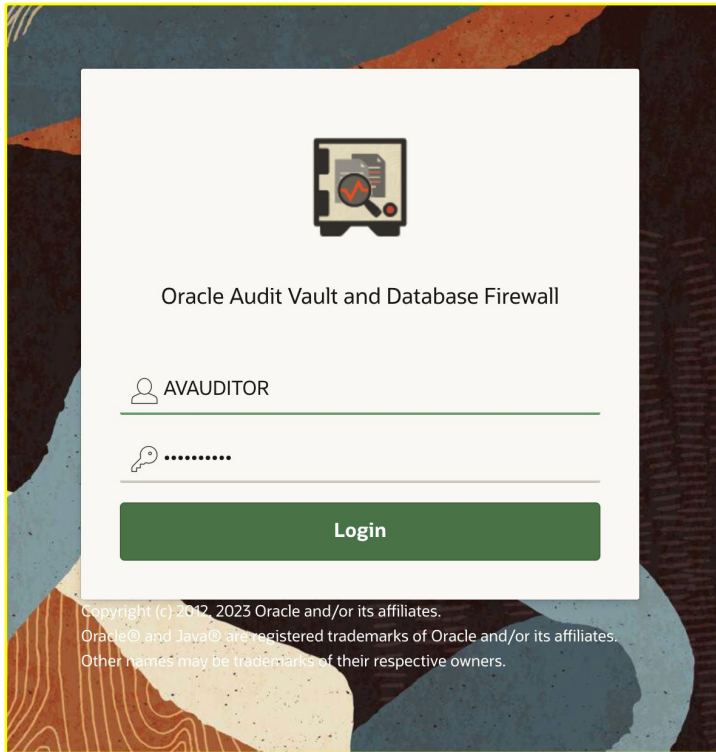 Oracle Audit Vault and Database Firewall
AVAUDITOR
••••••••••
Login
Copyright (c) 2012, 2023 Oracle and/or its affiliates.
Oracle® and Java® are registered trademarks of Oracle and/or its affiliates.
Other names may be trademarks of their respective owners.